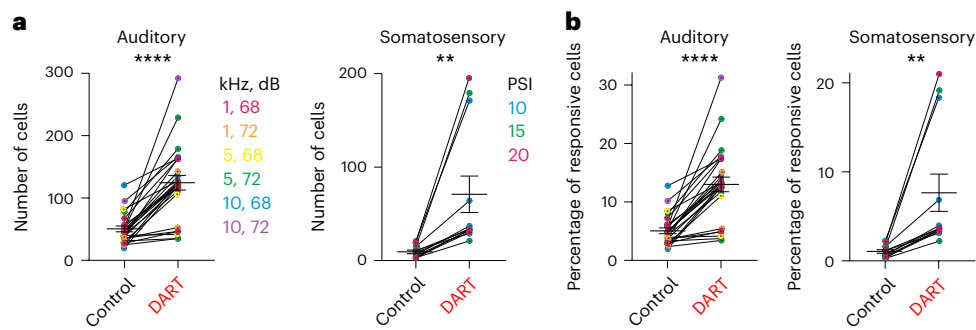 a
Auditory
****
Number of cells
300
200
100
0
Control
DART
kHz, dB
1, 68
1, 72
5, 68
5, 72
10, 68
10, 72
Somatosensory
**
Number of cells
200
100
0
Control
DART
PSI
10
15
20
b
Auditory
****
Percentage of responsive cells
30
20
10
0
Control
DART
Somatosensory
**
Percentage of responsive cells
20
10
0
Control
DART